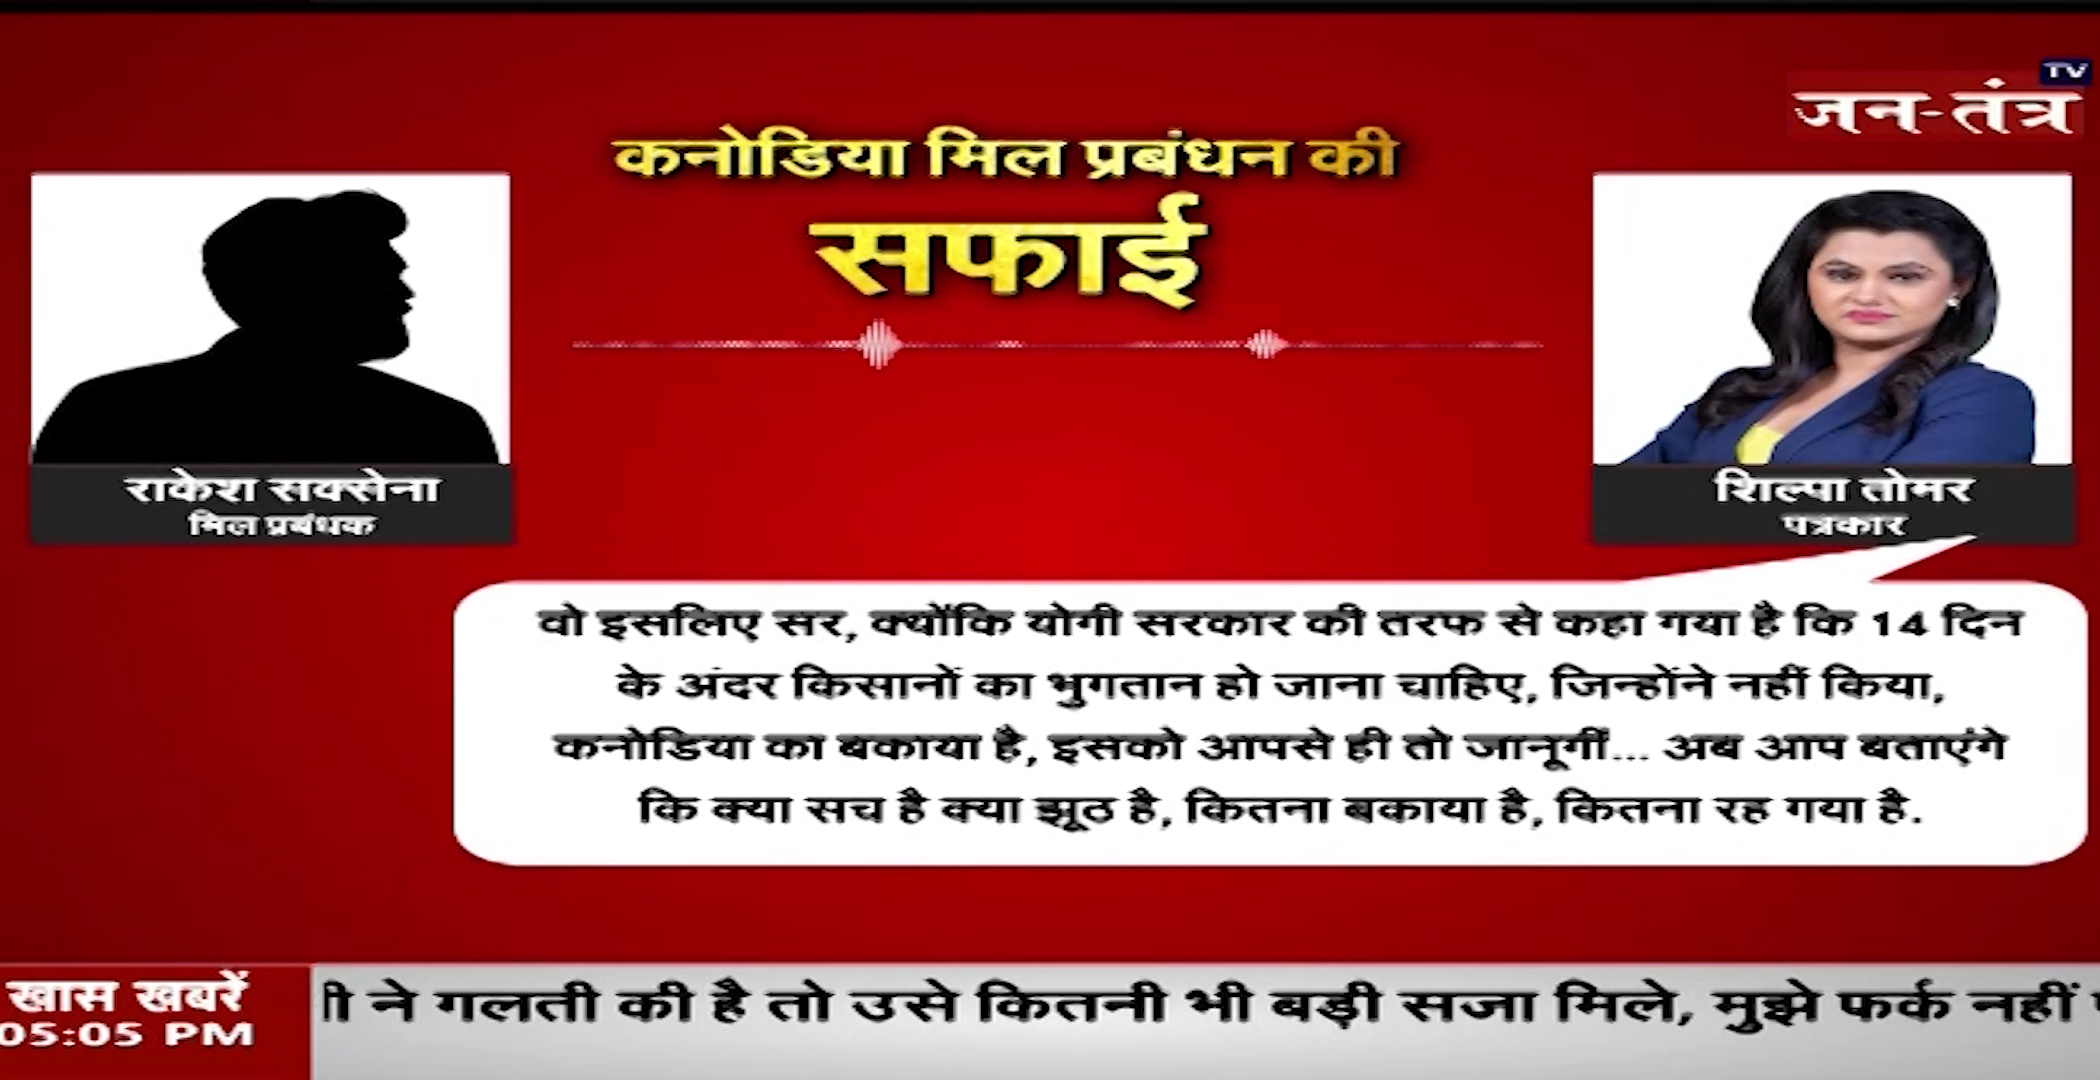 TV
जन-तंत्र
कनोडिया मिल प्रबंधन की
सफाई
राकेश सक्सेना
मिल प्रबंधक
शिल्पा तोमर
पत्रकार
वो इसलिए सर, क्योंकि योगी सरकार की तरफ से कहा गया है कि 14 दिन
के अंदर किसानों का भुगतान हो जाना चाहिए, जिन्होंने नहीं किया,
कनोडिया का बकाया है, इसको आपसे ही तो जानूगीं... अब आप बताएंगे
कि क्या सच है क्या झूठ है, कितना बकाया है, कितना रह गया है.
खास खबरें
05:05 PM
ने गलती की है तो उसे कितनी भी बड़ी सजा मिले, मुझे फर्क नहीं